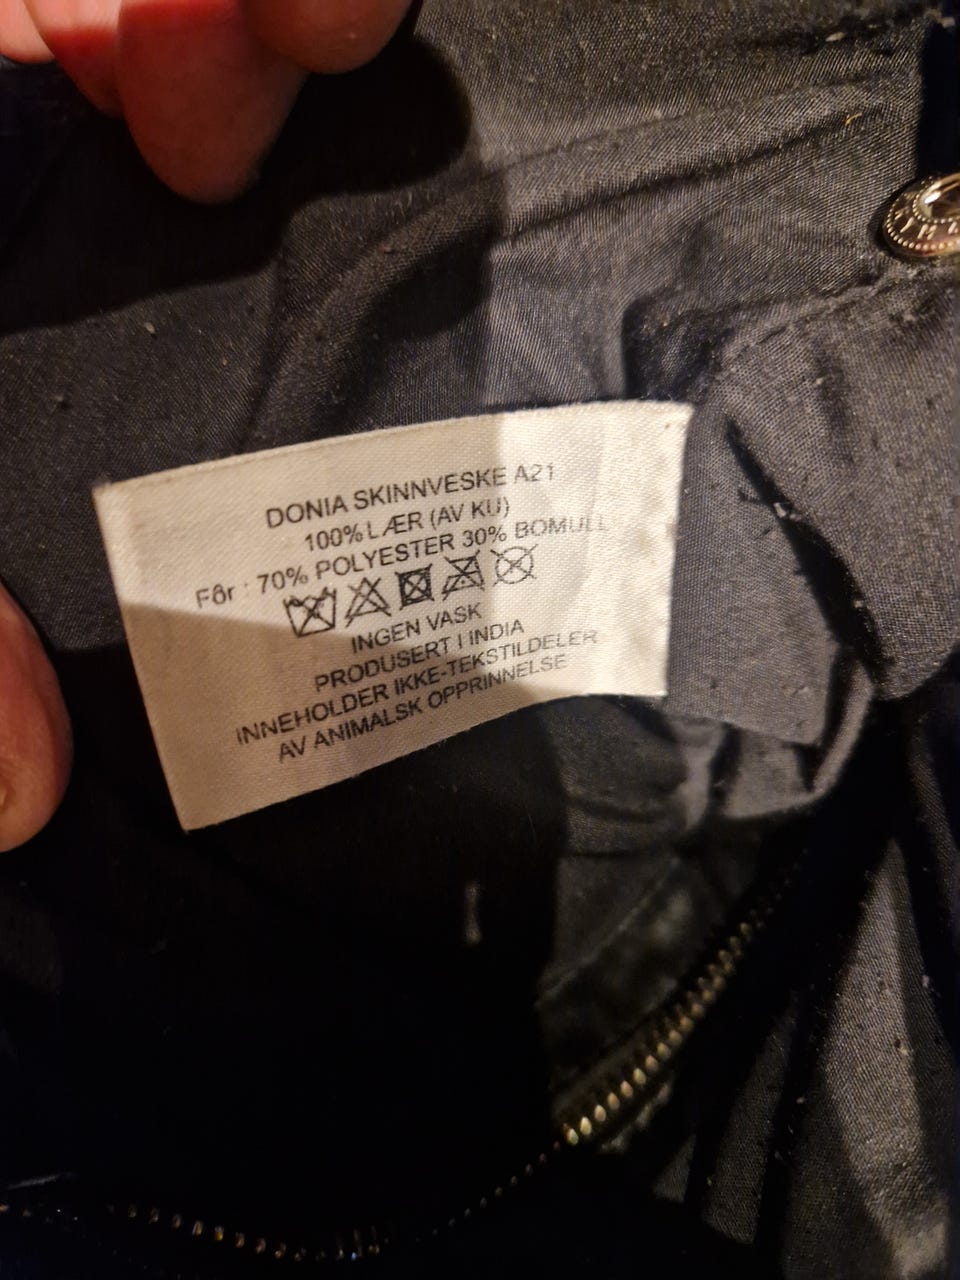 DONIA SKINNVESKE A21
100% LÆR (AV KU)
Fôr : 70% POLYESTER 30% BOMULL
INGEN VASK
PRODUSERT I INDIA
INNEHOLDER IKKE-TEKSTILDELER
AV ANIMALSK OPPRINNELSE